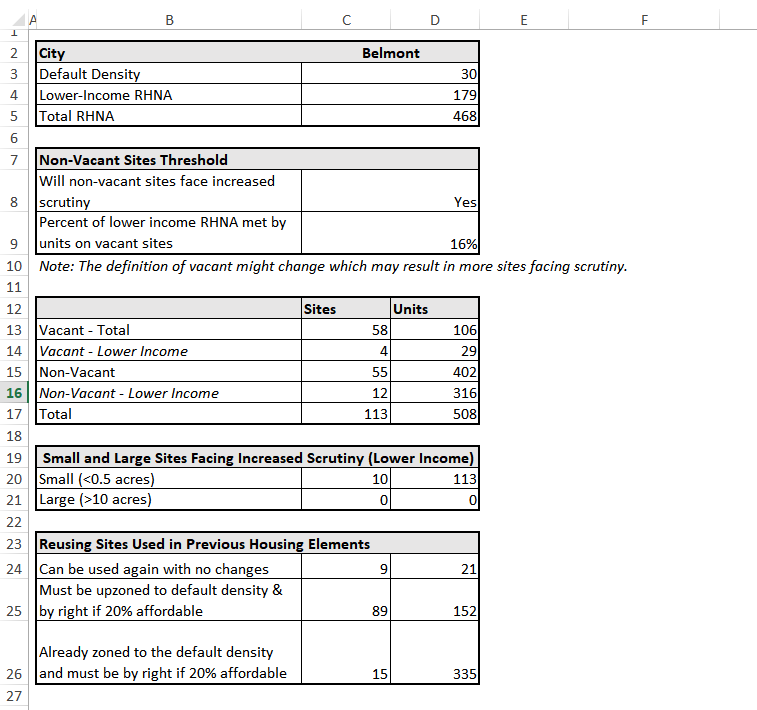 A B C D E F
1
2 City Belmont
3 Default Density 30
4 Lower-Income RHNA 179
5 Total RHNA 468
6
7 Non-Vacant Sites Threshold
Will non-vacant sites face increased
8 scrutiny Yes
Percent of lower income RHNA met by
9 units on vacant sites 16%
10 Note: The definition of vacant might change which may result in more sites facing scrutiny.
11
12 Sites Units
13 Vacant - Total 58 106
14 Vacant - Lower Income 4 29
15 Non-Vacant 55 402
16 Non-Vacant - Lower Income 12 316
17 Total 113 508
18
19 Small and Large Sites Facing Increased Scrutiny (Lower Income)
20 Small (<0.5 acres) 10 113
21 Large (>10 acres) 0 0
22
23 Reusing Sites Used in Previous Housing Elements
24 Can be used again with no changes 9 21
Must be upzoned to default density &
25 by right if 20% affordable 89 152
Already zoned to the default density
26 and must be by right if 20% affordable 15 335
27